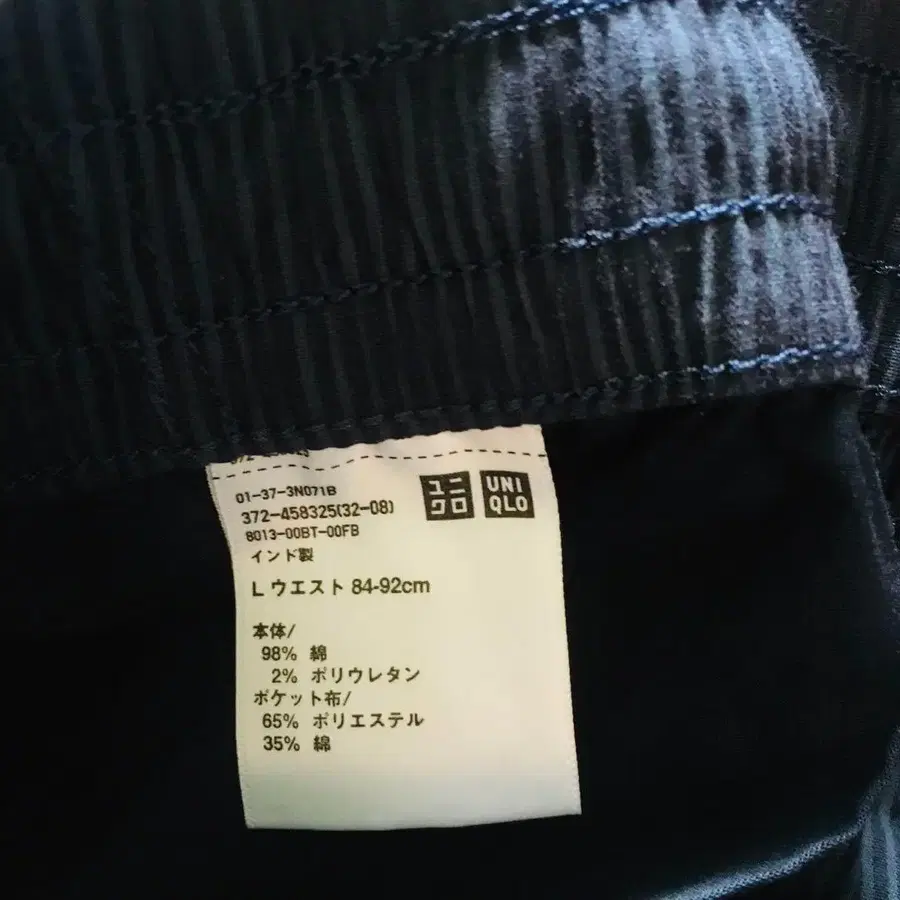 01-37-3N071B
372-458325(32-08)
8013-00BT-00FB
ユニ
クロ
UNI
QLO
インド製
L ウエスト 84-92cm
本体/
98% 綿
2% ポリウレタン
ポケット布/
65% ポリエステル
35% 綿